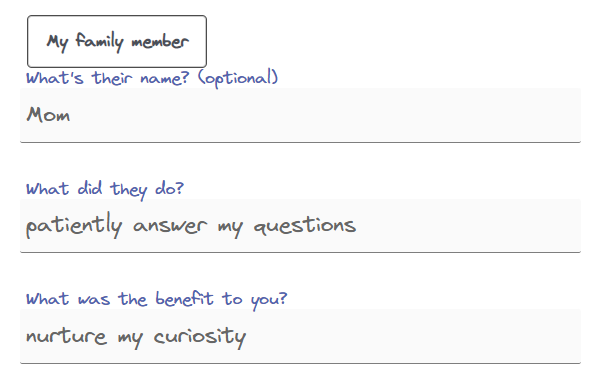 My family member
What's their name? (optional)
Mom
What did they do?
patiently answer my questions
What was the benefit to you?
nurture my curiosity